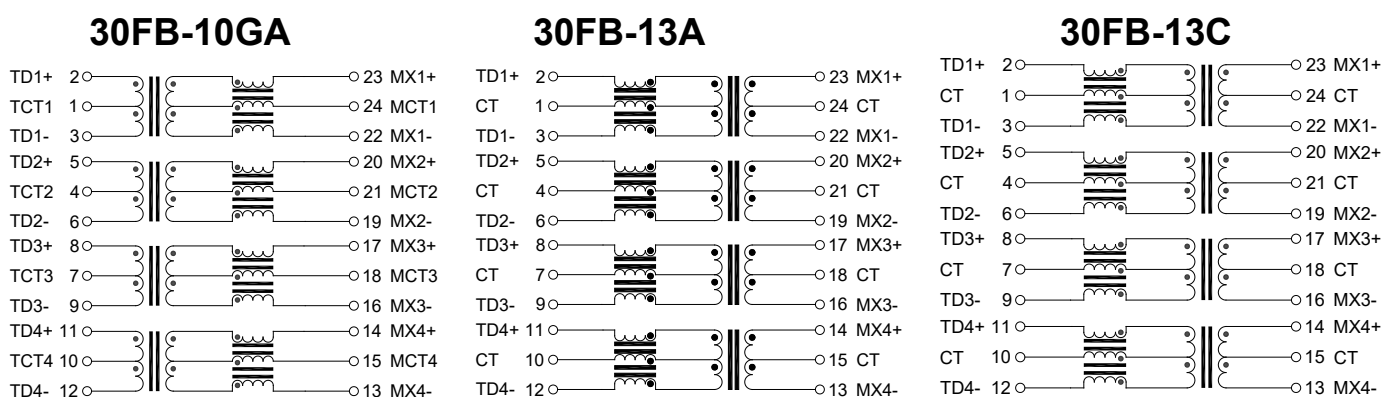 30FB-10GA
TD1+ 2 23 MX1+
TCT1 1 24 MCT1
TD1- 3 22 MX1-
TD2+ 5 20 MX2+
TCT2 4 21 MCT2
TD2- 6 19 MX2-
TD3+ 8 17 MX3+
TCT3 7 18 MCT3
TD3- 9 16 MX3-
TD4+ 11 14 MX4+
TCT4 10 15 MCT4
TD4- 12 13 MX4-
30FB-13A
TD1+ 2 23 MX1+
CT 1 24 CT
TD1- 3 22 MX1-
TD2+ 5 20 MX2+
CT 4 21 CT
TD2- 6 19 MX2-
TD3+ 8 17 MX3+
CT 7 18 CT
TD3- 9 16 MX3-
TD4+ 11 14 MX4+
CT 10 15 CT
TD4- 12 13 MX4-
30FB-13C
TD1+ 2 23 MX1+
CT 1 24 CT
TD1- 3 22 MX1-
TD2+ 5 20 MX2+
CT 4 21 CT
TD2- 6 19 MX2-
TD3+ 8 17 MX3+
CT 7 18 CT
TD3- 9 16 MX3-
TD4+ 11 14 MX4+
CT 10 15 CT
TD4- 12 13 MX4-